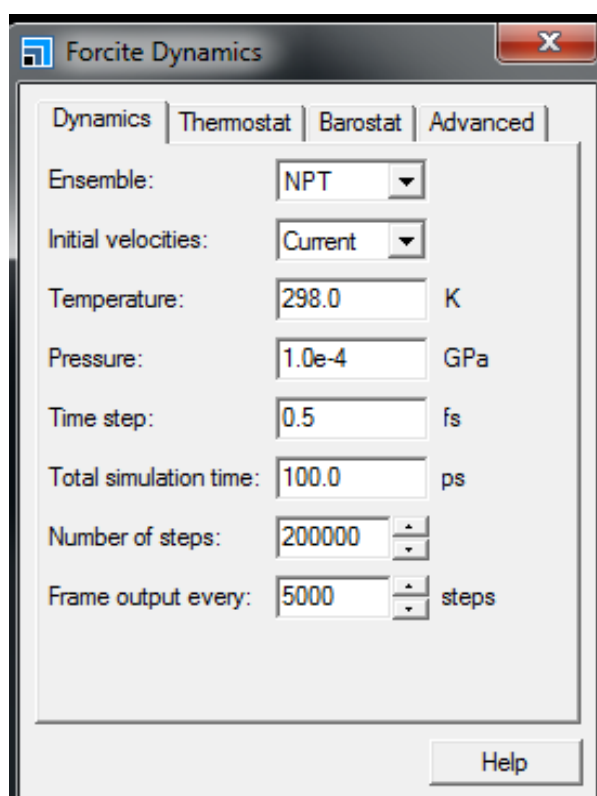 Forcite Dynamics
Dynamics Thermostat Barostat Advanced
Ensemble: NPT
Initial velocities: Current
Temperature: 298.0 K
Pressure: 1.0e-4 GPa
Time step: 0.5 fs
Total simulation time: 100.0 ps
Number of steps: 200000
Frame output every: 5000 steps
Help